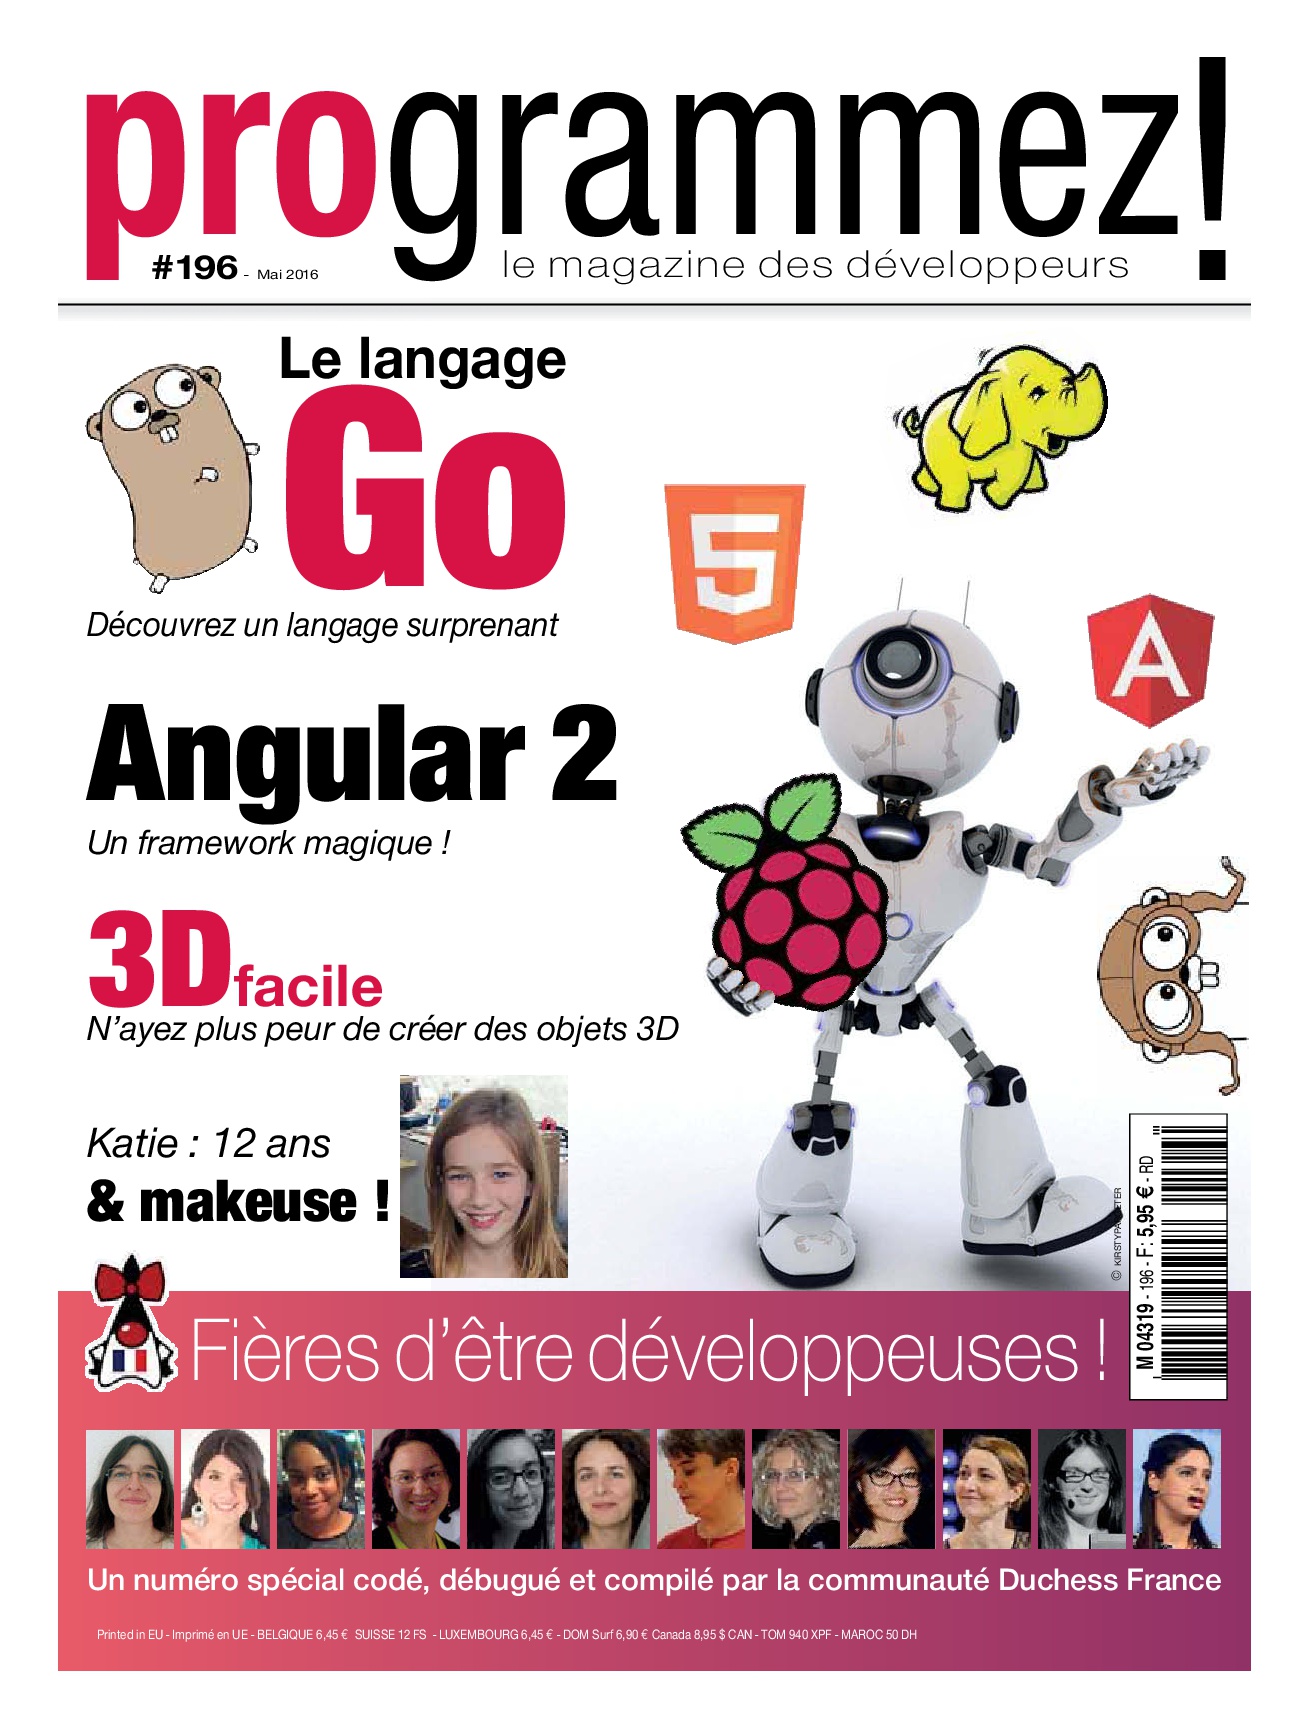 programmez!
#196 - Mai 2016
le magazine des développeurs
Le langage
Go
Découvrez un langage surprenant
Angular 2
Un framework magique !
3D facile
N'ayez plus peur de créer des objets 3D
Katie : 12 ans
& makeuse !
5
A
M 04319 - 196 - F: 5,95 € - RD
Fières d'être développeuses !
Un numéro spécial codé, débugué et compilé par la communauté Duchess France
Printed in EU - Imprimé en UE - BELGIQUE 6,45 € SUISSE 12 FS - LUXEMBOURG 6,45 € - DOM Surf 6,90 € Canada 8,95 $ CAN - TOM 940 XPF - MAROC 50 DH